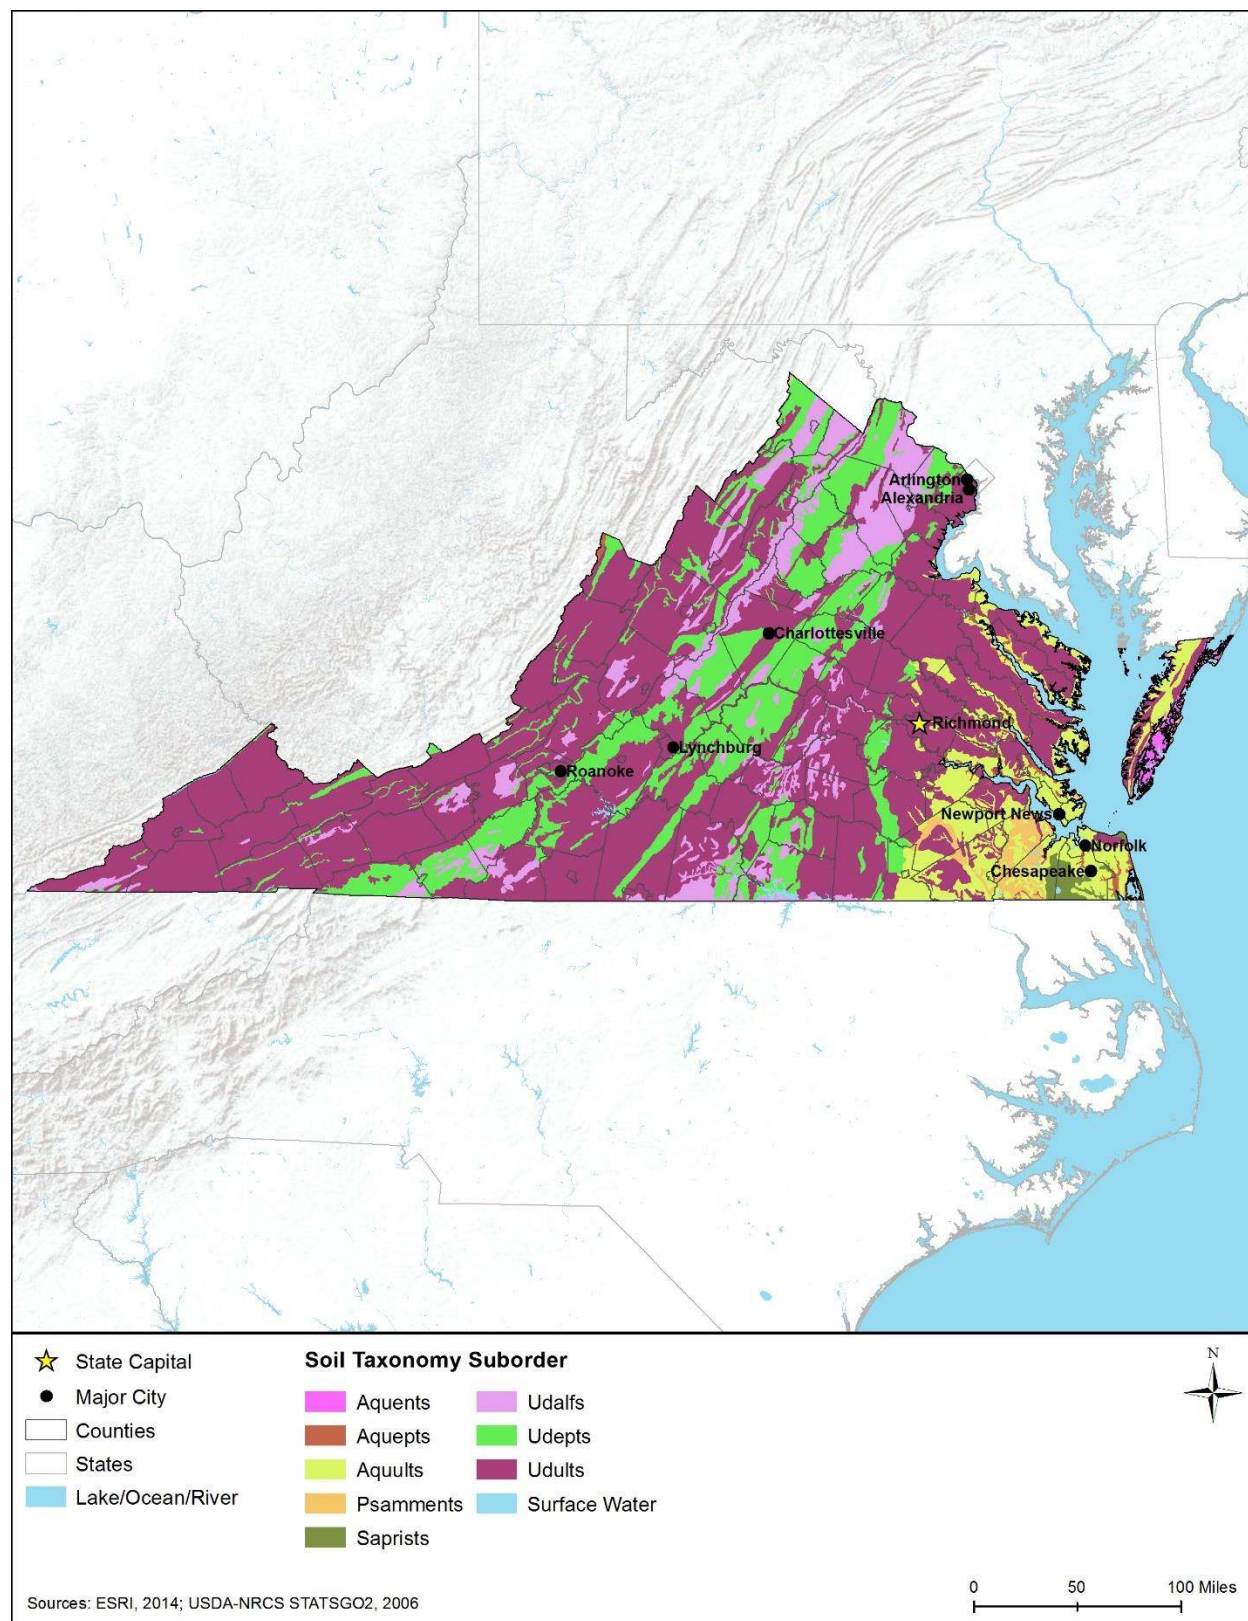 Arlington
Alexandria
Charlottesville
Richmond
Lynchburg
Roanoke
Newport News
Norfolk
Chesapeake
State Capital
Major City
Counties
States
Lake/Ocean/River
Soil Taxonomy Suborder
Aquents
Aquepts
Aquults
Psamments
Saprists
Udalfs
Udepts
Udults
Surface Water
N
0 50 100 Miles
Sources: ESRI, 2014; USDA-NRCS STATSGO2, 2006